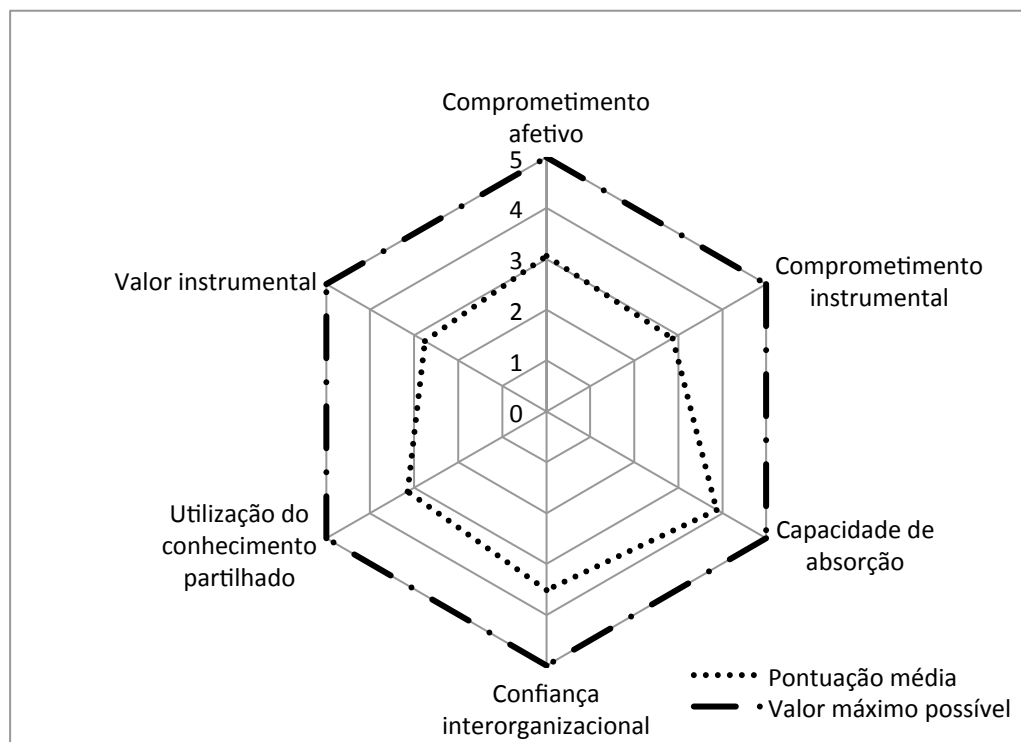 Comprometimento
afetivo
5
4
3
2
1
0
Comprometimento
instrumental
Capacidade de
absorção
Confiança
interorganizacional
Utilização do
conhecimento
partilhado
Valor instrumental
Pontuação média
Valor máximo possível